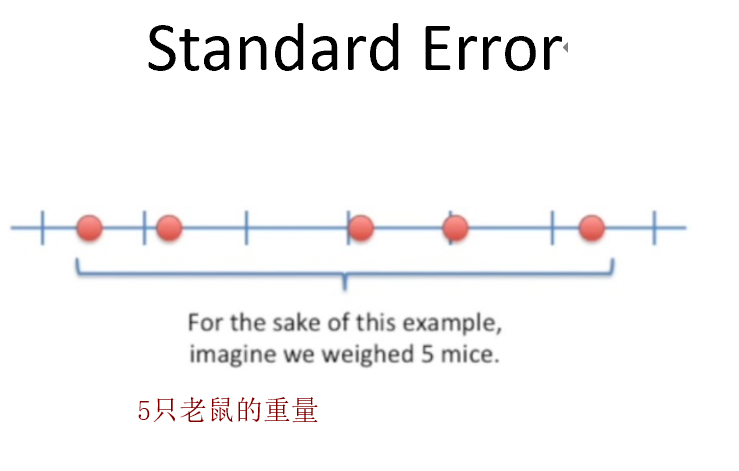 Standard Error
For the sake of this example,
imagine we weighed 5 mice.
5只老鼠的重量